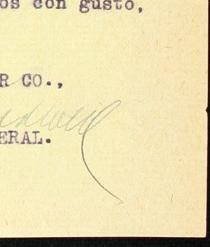 os con gusto,
R CO.,
ERAL.